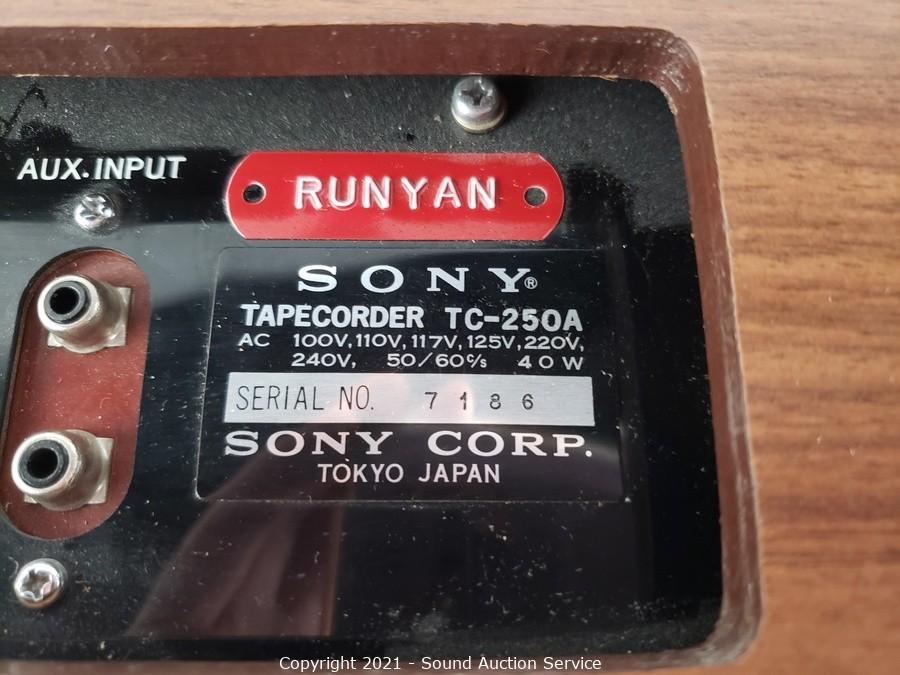 AUX.INPUT
RUNYAN
SONY®
TAPECORDER TC-250A
AC 100V, 110V, 117V, 125V, 220V,
240V, 50/60c/s 40W
SERIAL NO. 7186
SONY CORP.
TOKYO JAPAN
Copyright 2021 - Sound Auction Service